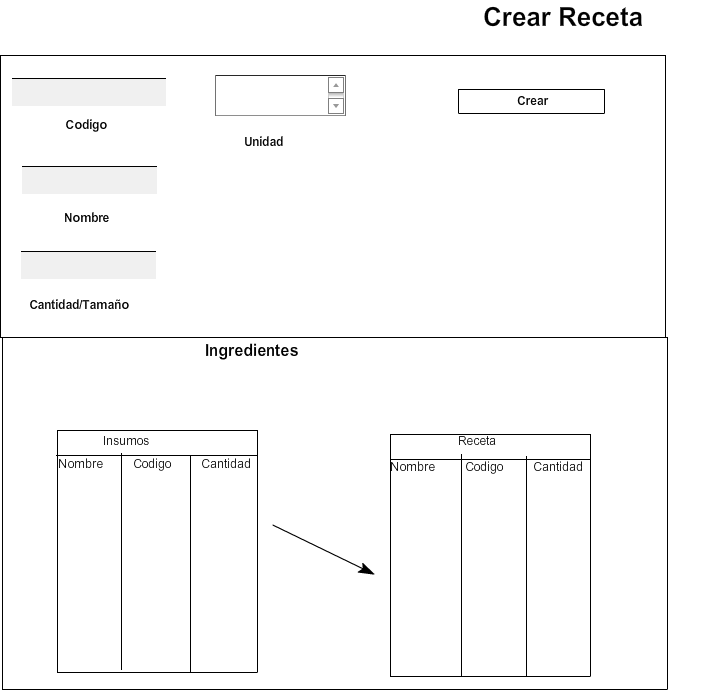 Crear Receta
Crear
Codigo
Unidad
Nombre
Cantidad/Tamaño
Ingredientes
Insumos
Nombre Codigo Cantidad
Receta
Nombre Codigo Cantidad